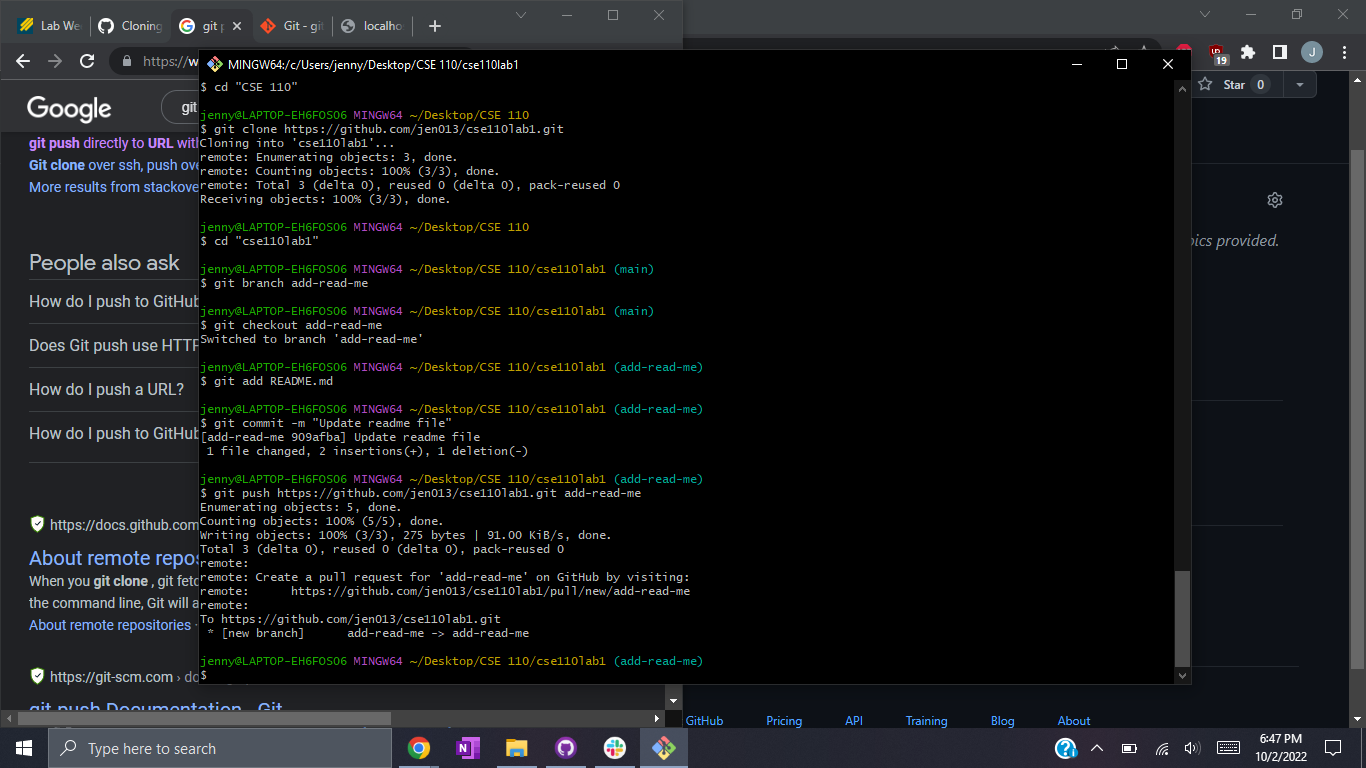 Lab We
Cloning
git p
Git - gi
localho
https://w
MINGW64:/c/Users/jenny/Desktop/CSE 110/cse110lab1
19
J
Star 0
Google
git
git push directly to URL with
Git clone over ssh, push ove
More results from stackove
People also ask
How do I push to GitHub
Does Git push use HTTP
How do I push a URL?
How do I push to GitHub
https://docs.github.com
About remote repos
When you git clone , git fetc
the command line, Git will a
About remote repositories ·
https://git-scm.com › do
git push Documentation - Git
$ cd "CSE 110"
jenny@LAPTOP-EH6FOSO6 MINGW64 ~/Desktop/CSE 110
$ git clone https://github.com/jen013/cse110lab1.git
Cloning into 'cse110lab1'...
remote: Enumerating objects: 3, done.
remote: Counting objects: 100% (3/3), done.
remote: Total 3 (delta 0), reused 0 (delta 0), pack-reused 0
Receiving objects: 100% (3/3), done.
jenny@LAPTOP-EH6FOSO6 MINGW64 ~/Desktop/CSE 110
$ cd "cse110lab1"
jenny@LAPTOP-EH6FOSO6 MINGW64 ~/Desktop/CSE 110/cse110lab1 (main)
$ git branch add-read-me
jenny@LAPTOP-EH6FOSO6 MINGW64 ~/Desktop/CSE 110/cse110lab1 (main)
$ git checkout add-read-me
Switched to branch 'add-read-me'
jenny@LAPTOP-EH6FOSO6 MINGW64 ~/Desktop/CSE 110/cse110lab1 (add-read-me)
$ git add README.md
jenny@LAPTOP-EH6FOSO6 MINGW64 ~/Desktop/CSE 110/cse110lab1 (add-read-me)
$ git commit -m "Update readme file"
[add-read-me 909afba] Update readme file
1 file changed, 2 insertions(+), 1 deletion(-)
jenny@LAPTOP-EH6FOSO6 MINGW64 ~/Desktop/CSE 110/cse110lab1 (add-read-me)
$ git push https://github.com/jen013/cse110lab1.git add-read-me
Enumerating objects: 5, done.
Counting objects: 100% (5/5), done.
Writing objects: 100% (3/3), 275 bytes | 91.00 KiB/s, done.
Total 3 (delta 0), reused 0 (delta 0), pack-reused 0
remote:
remote: Create a pull request for 'add-read-me' on GitHub by visiting:
remote:      https://github.com/jen013/cse110lab1/pull/new/add-read-me
remote:
To https://github.com/jen013/cse110lab1.git
* [new branch]      add-read-me -> add-read-me
jenny@LAPTOP-EH6FOSO6 MINGW64 ~/Desktop/CSE 110/cse110lab1 (add-read-me)
$
pics provided.
GitHub Pricing API Training Blog About
Type here to search
6:47 PM
10/2/2022